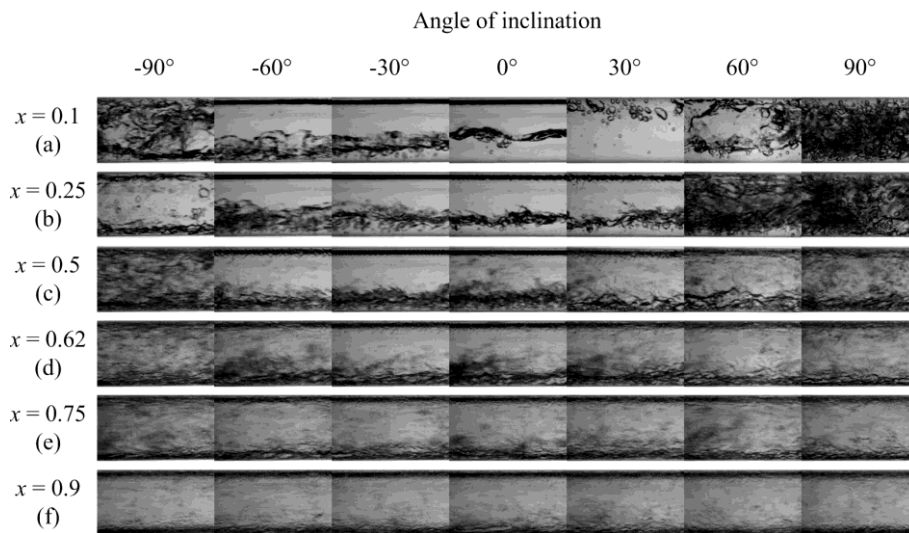 Angle of inclination
-90° -60° -30° 0° 30° 60° 90°
x = 0.1
(a)
x = 0.25
(b)
x = 0.5
(c)
x = 0.62
(d)
x = 0.75
(e)
x = 0.9
(f)